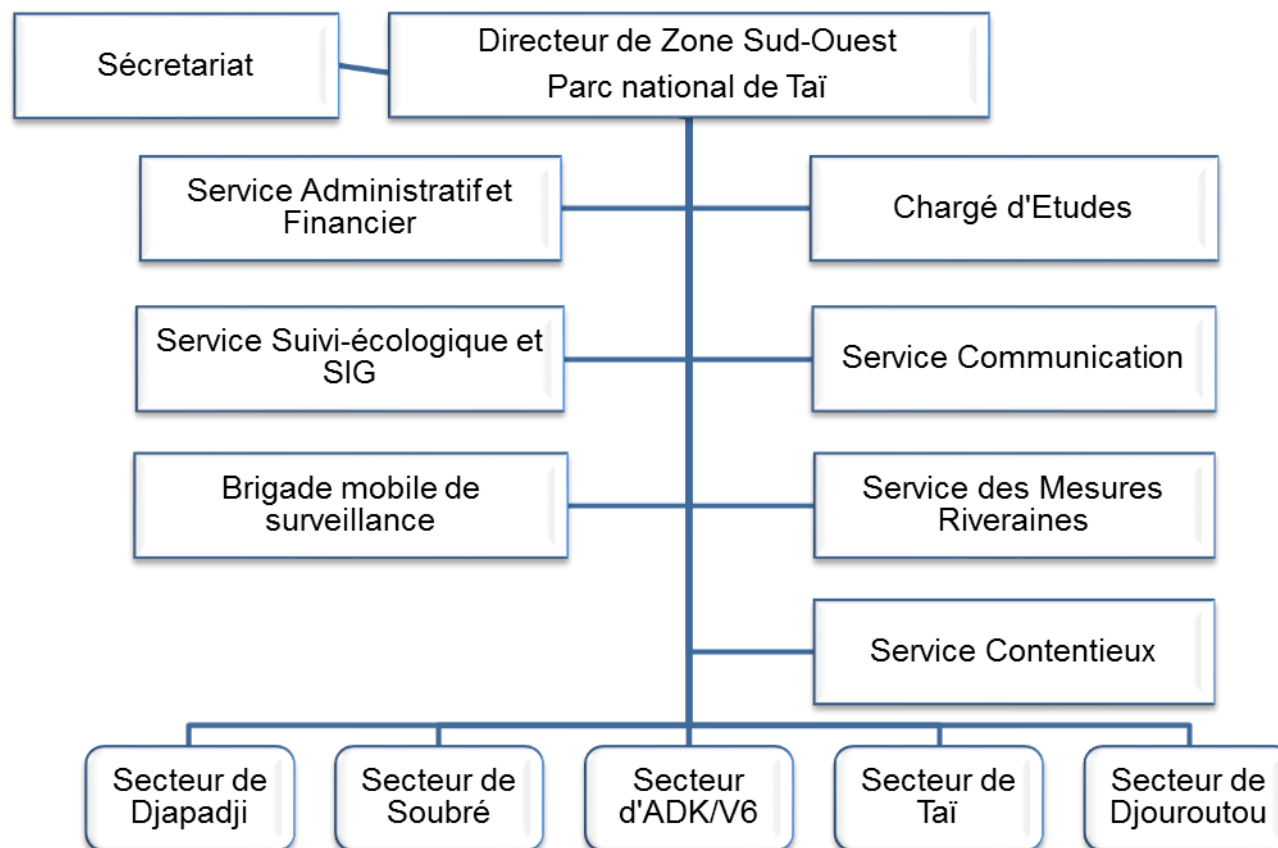 Sécretariat
Directeur de Zone Sud-Ouest
Parc national de Taï
Service Administratif et
Financier
Chargé d'Etudes
Service Suivi-écologique et
SIG
Service Communication
Brigade mobile de
surveillance
Service des Mesures
Riveraines
Service Contentieux
Secteur de
Djapadji
Secteur de
Soubré
Secteur
d'ADK/V6
Secteur de
Taï
Secteur de
Djouroutou